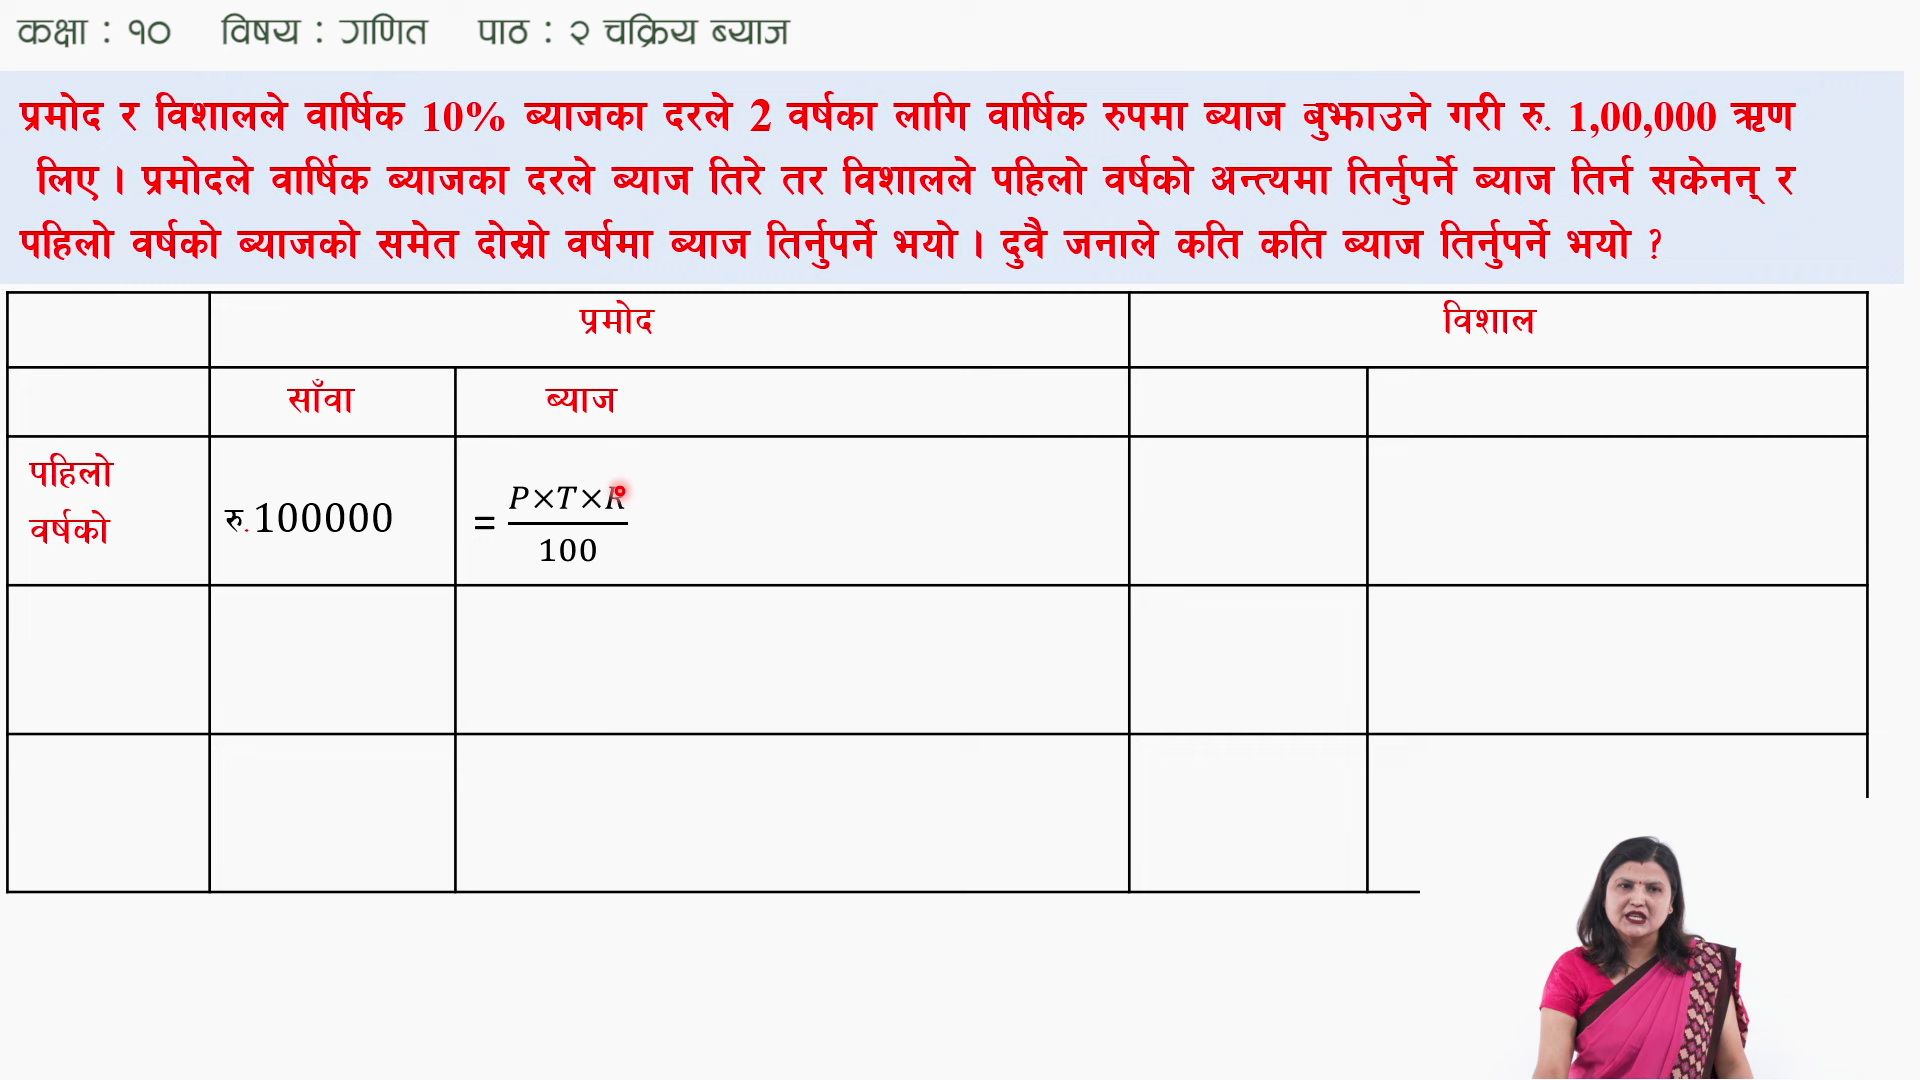 कक्षा : १०    विषय : गणित    पाठ : २ चक्रिय ब्याज
प्रमोद र विशालले वार्षिक 10% ब्याजका दरले 2 वर्षका लागि वार्षिक रुपमा ब्याज बुझाउने गरी रु. 1,00,000 ऋण
लिए । प्रमोदले वार्षिक ब्याजका दरले ब्याज तिरे तर विशालले पहिलो वर्षको अन्त्यमा तिर्नुपर्ने ब्याज तिर्न सकेनन् र
पहिलो वर्षको ब्याजको समेत दोस्रो वर्षमा ब्याज तिर्नुपर्ने भयो । दुवै जनाले कति कति ब्याज तिर्नुपर्ने भयो ?
प्रमोद    विशाल
साँवा    ब्याज
पहिलो
वर्षको
रु.100000
= P×T×R
100